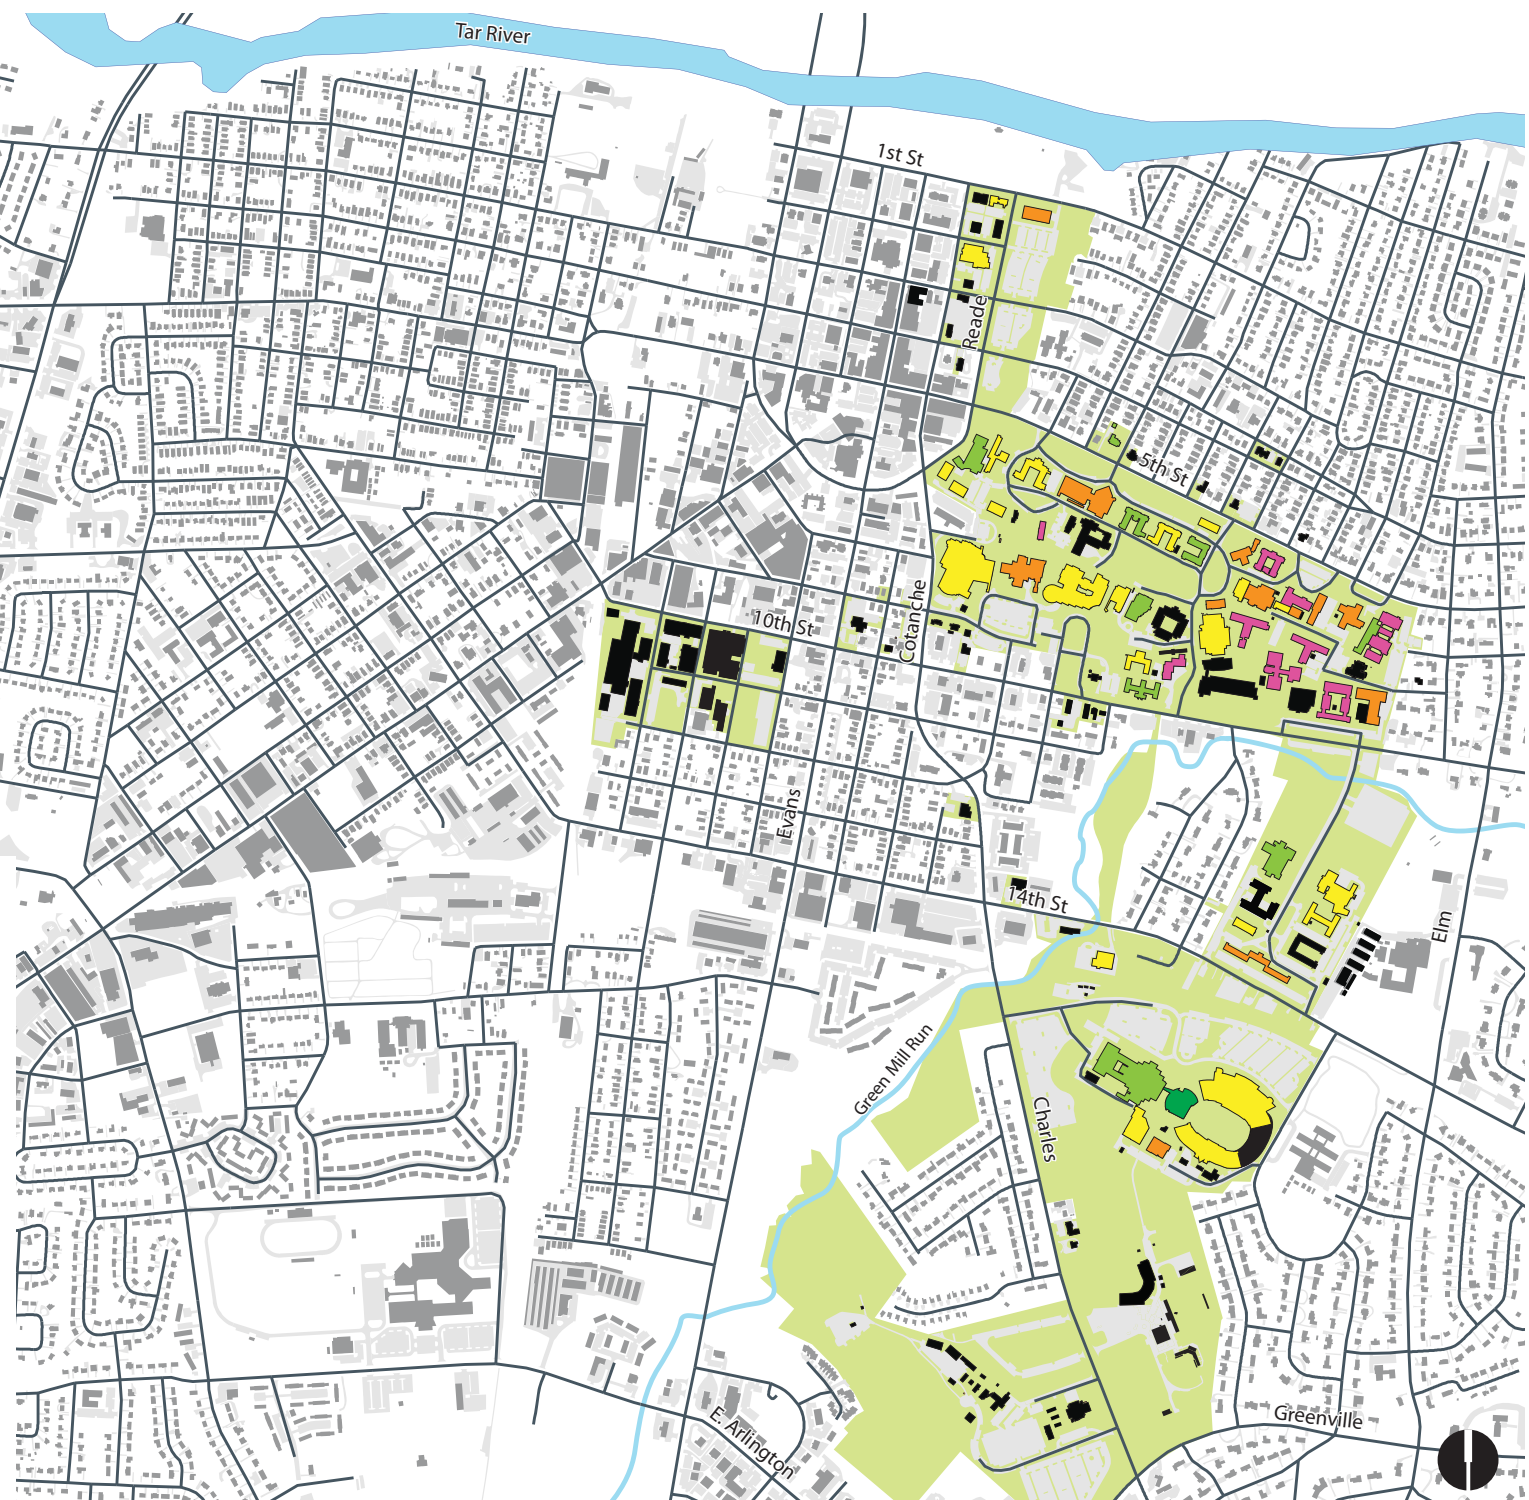 Tar River
1st St
Reade
5th St
Cotanche
10th St
Evans
14th St
Elm
Green Mill Run
Charles
Greenville
E. Arlington